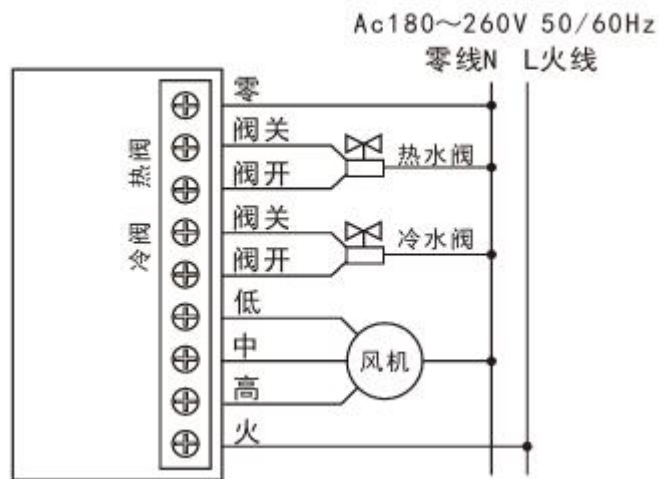 Ac180～260V 50/60Hz
零线N L火线
零
阀关
热水阀
阀开
热阀
阀关
冷水阀
阀开
冷阀
低
中
风机
高
火